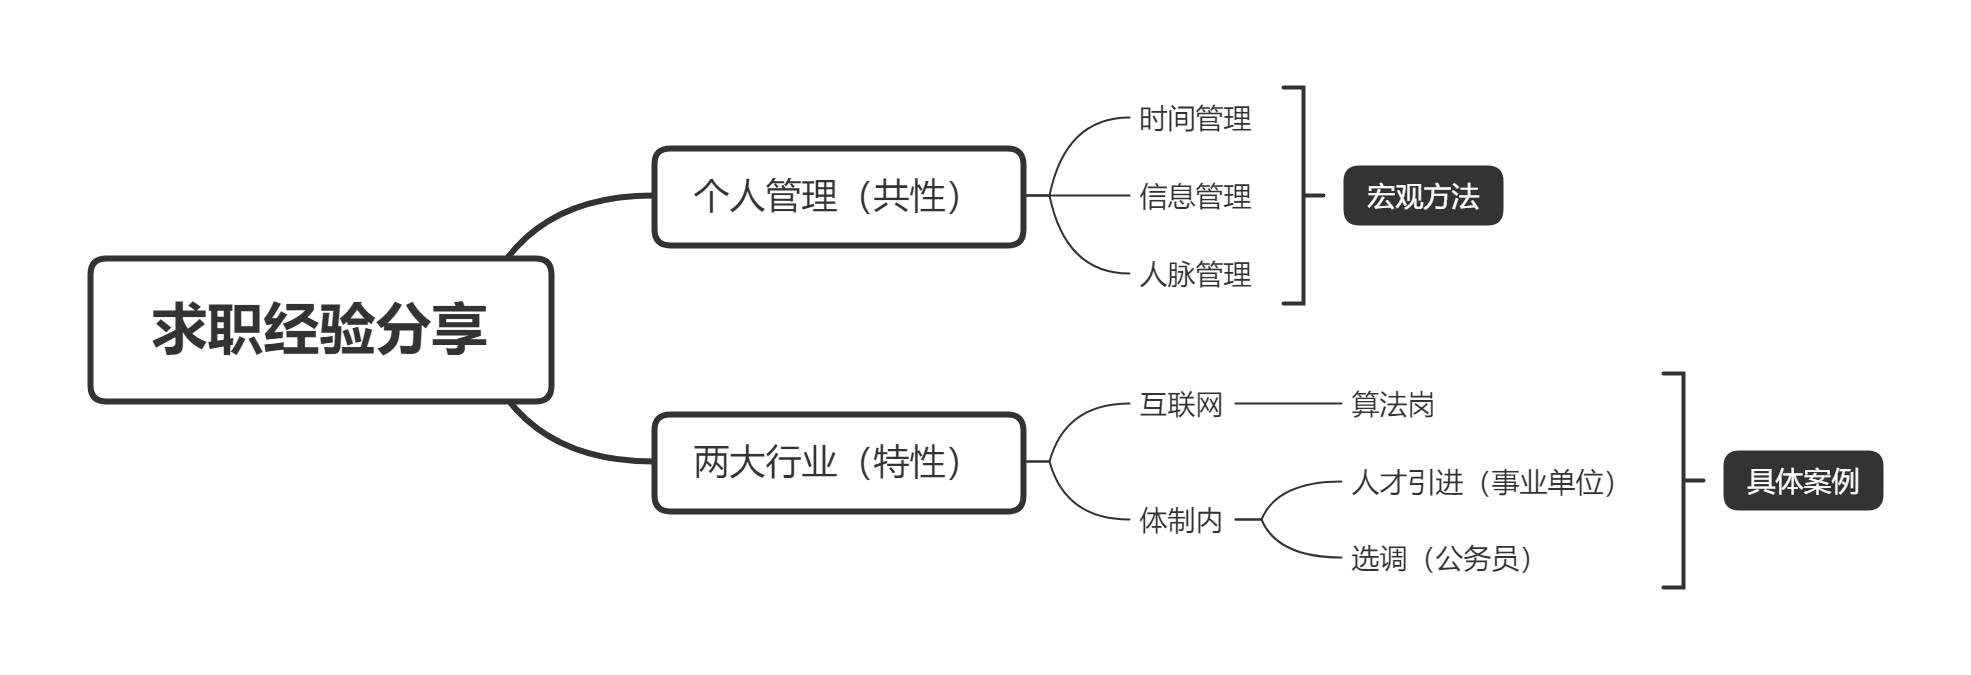 求职经验分享
个人管理（共性）
时间管理
信息管理
人脉管理
宏观方法
两大行业（特性）
互联网
算法岗
体制内
人才引进（事业单位）
选调（公务员）
具体案例